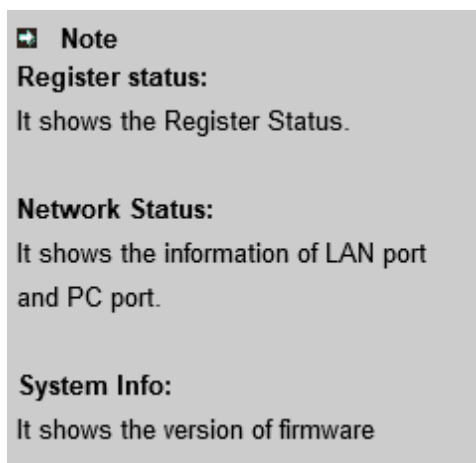 Note
Register status:
It shows the Register Status.
Network Status:
It shows the information of LAN port
and PC port.
System Info:
It shows the version of firmware